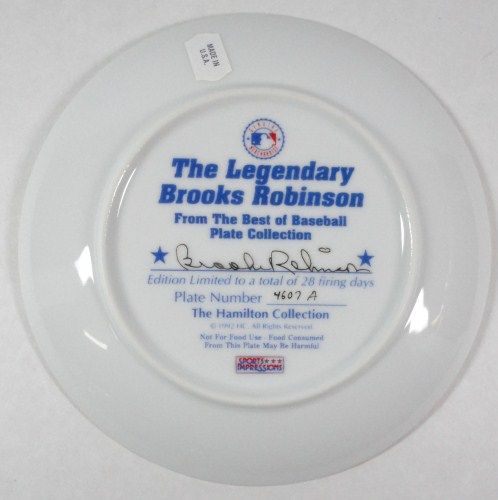 MADE IN
U.S.A.
GENUINE
MERCHANDISE
The Legendary
Brooks Robinson
From The Best of Baseball
Plate Collection
Brooks Robinson
Edition Limited to a total of 28 firing days
Plate Number 4607 A
The Hamilton Collection
© 1992 HC. All Rights Reserved.
Not For Food Use · Food Consumed
From This Plate May Be Harmful
SPORTS
IMPRESSIONS